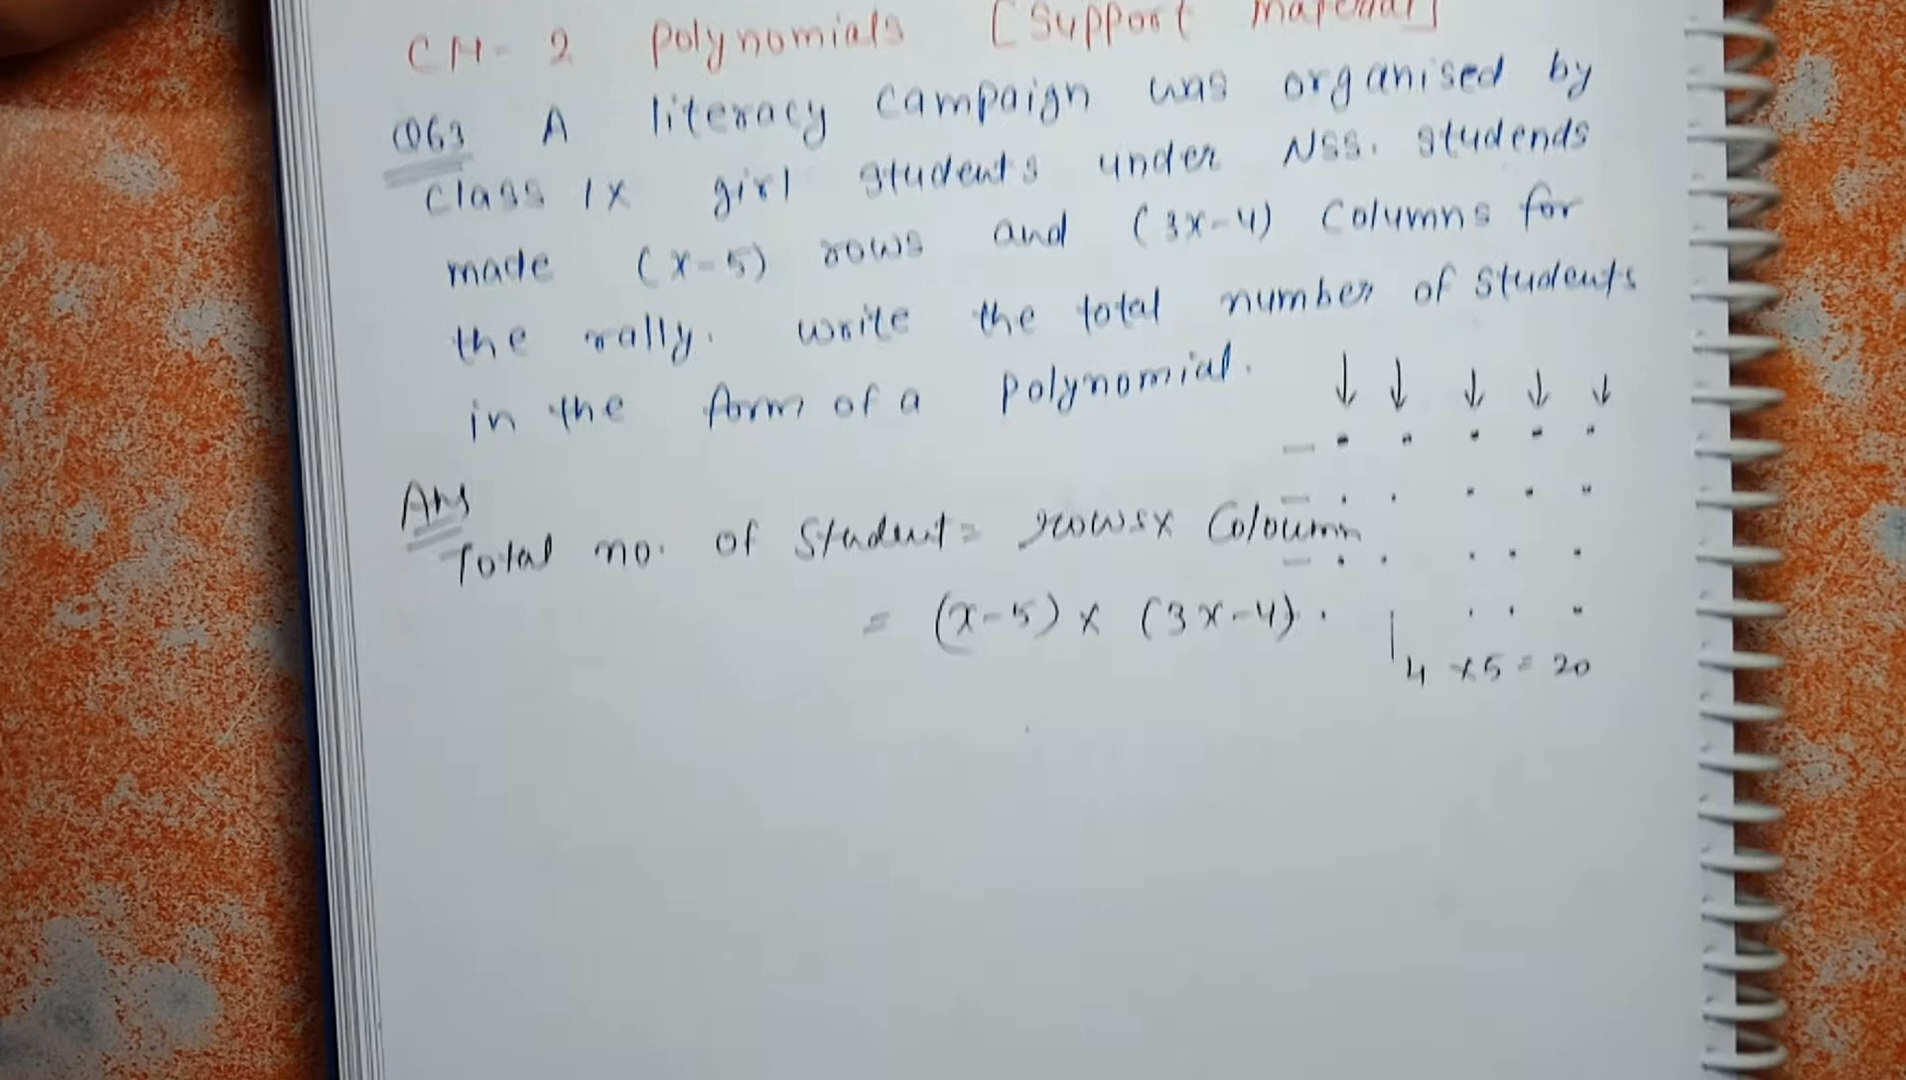 CH-2 Polynomials [Support Material]
Q63 A literacy campaign was organised by
class IX girl students under NSS. studends
made (x-5) rows and (3x-4) Columns for
the rally. write the total number of students
in the form of a polynomial.
Ans
Total no. of Student = rows x Coloumn
= (x-5) x (3x-4).
4 x 5 = 20